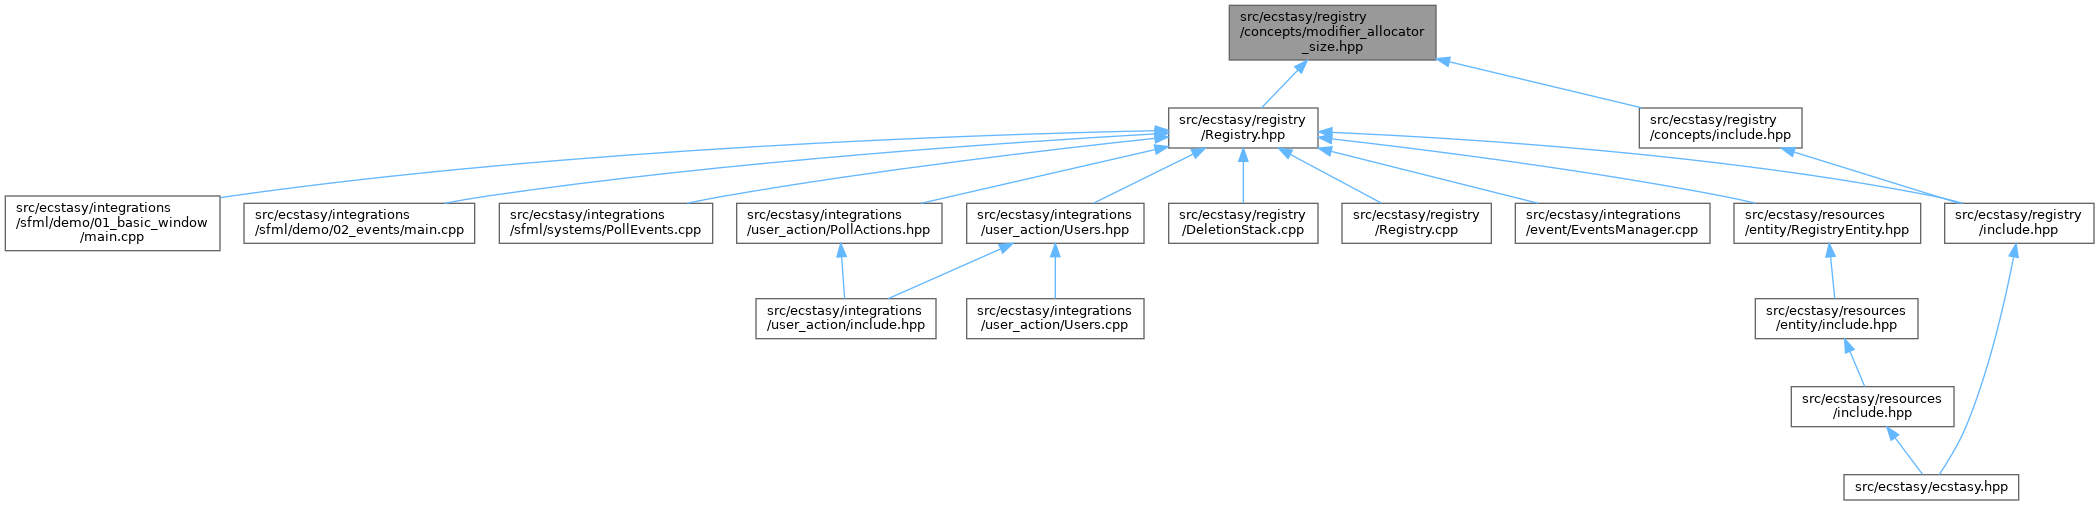 src/ecstasy/registry
/concepts/modifier_allocator
_size.hpp
src/ecstasy/registry
/Registry.hpp
src/ecstasy/registry
/concepts/include.hpp
src/ecstasy/integrations
/sfml/demo/01_basic_window
/main.cpp
src/ecstasy/integrations
/sfml/demo/02_events/main.cpp
src/ecstasy/integrations
/sfml/systems/PollEvents.cpp
src/ecstasy/integrations
/user_action/PollActions.hpp
src/ecstasy/integrations
/user_action/Users.hpp
src/ecstasy/registry
/DeletionStack.cpp
src/ecstasy/registry
/Registry.cpp
src/ecstasy/integrations
/event/EventsManager.cpp
src/ecstasy/resources
/entity/RegistryEntity.hpp
src/ecstasy/registry
/include.hpp
src/ecstasy/integrations
/user_action/include.hpp
src/ecstasy/integrations
/user_action/Users.cpp
src/ecstasy/resources
/entity/include.hpp
src/ecstasy/resources
/include.hpp
src/ecstasy/ecstasy.hpp